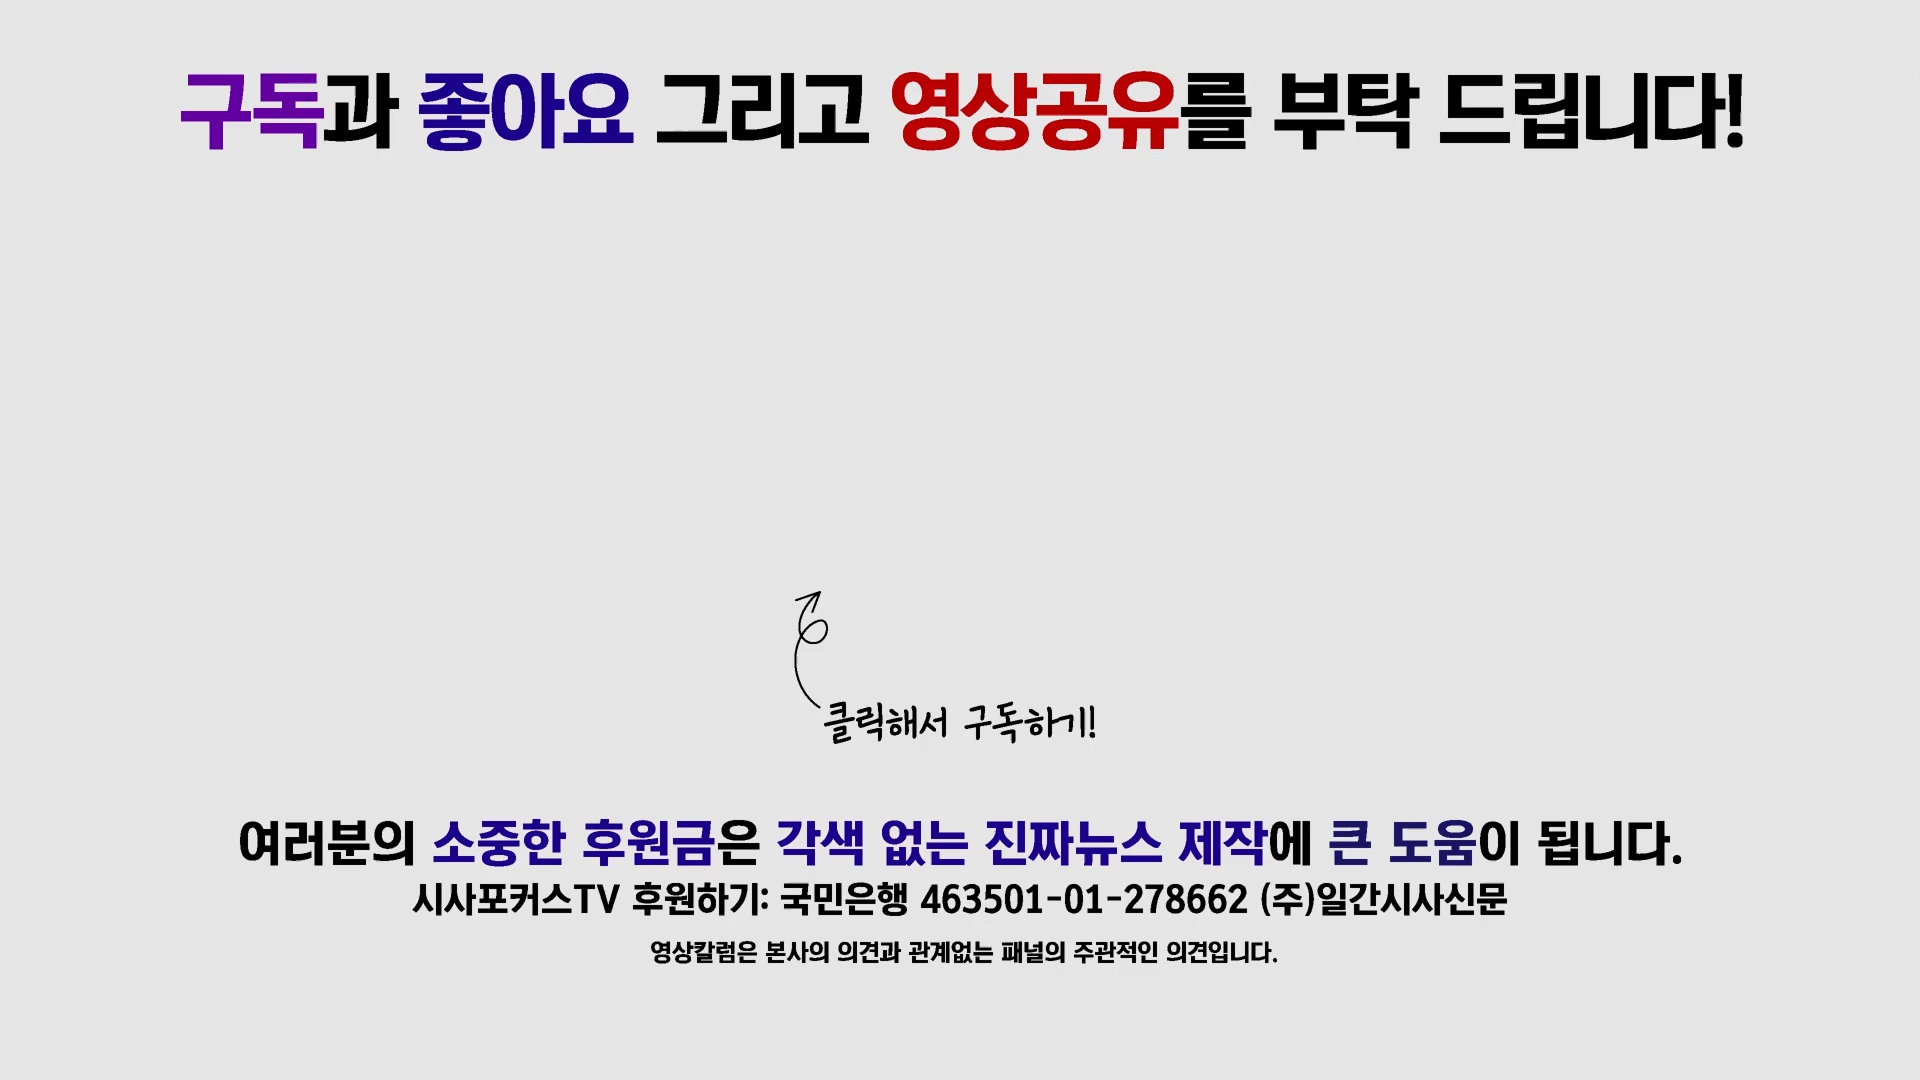 구독과 좋아요 그리고 영상공유를 부탁 드립니다!
클릭해서 구독하기!
여러분의 소중한 후원금은 각색 없는 진짜뉴스 제작에 큰 도움이 됩니다.
시사포커스TV 후원하기: 국민은행 463501-01-278662 (주)일간시사신문
영상칼럼은 본사의 의견과 관계없는 패널의 주관적인 의견입니다.